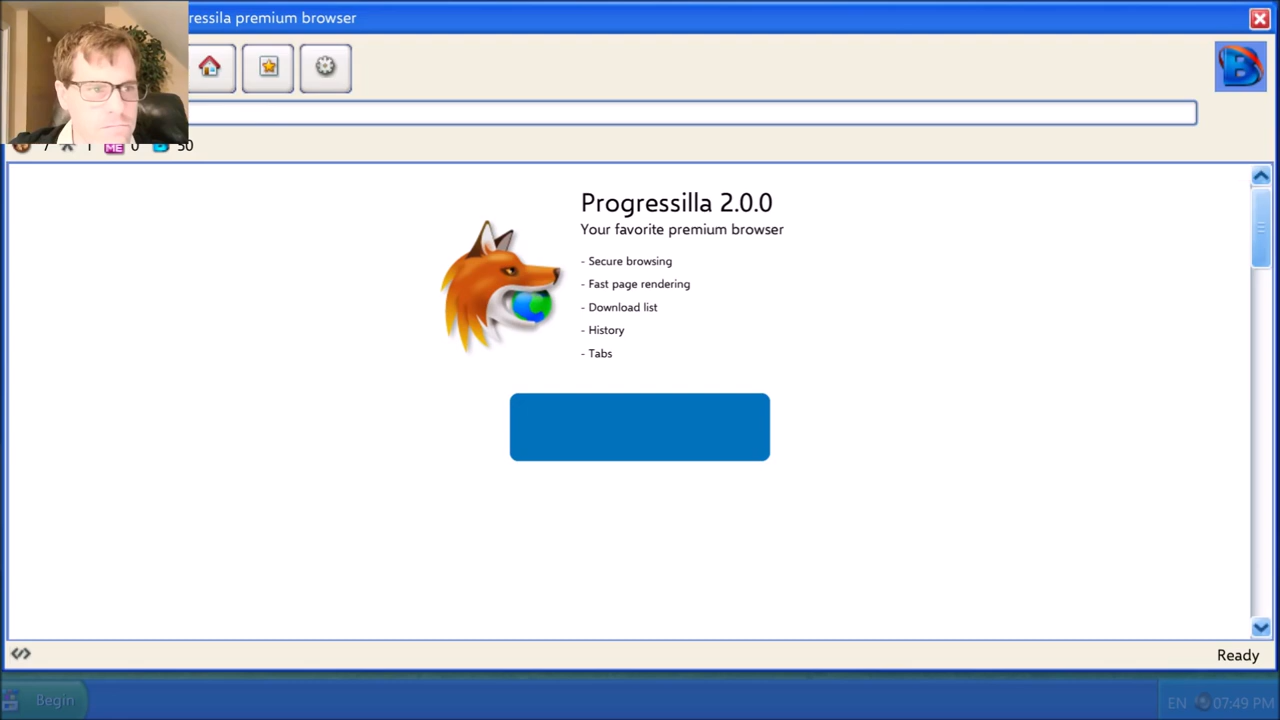 ressila premium browser
7 1 ME 0 50
Progressilla 2.0.0
Your favorite premium browser
- Secure browsing
- Fast page rendering
- Download list
- History
- Tabs
Ready
Begin
EN 07:49 PM